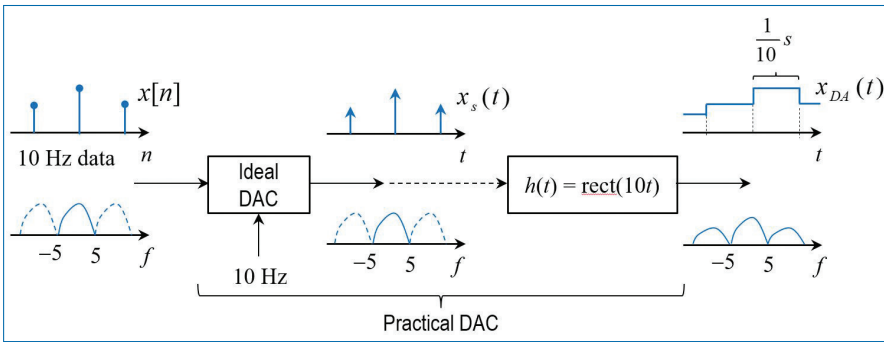 1
10 s
x[n]
x_s(t)
x_DA(t)
10 Hz data n
t
t
Ideal
DAC
h(t) = rect(10t)
−5 5 f
−5 5 f
−5 5 f
10 Hz
Practical DAC